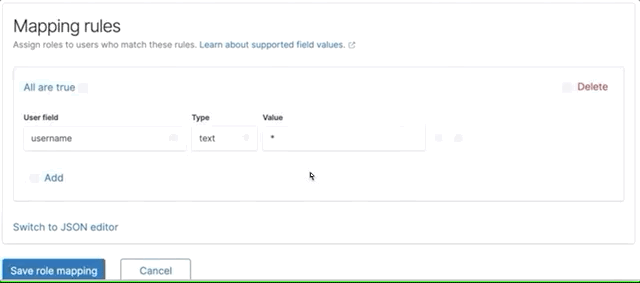 Mapping rules
Assign roles to users who match these rules. Learn about supported field values.
All are true
Delete
User field Type Value
username text *
Add
Switch to JSON editor
Save role mapping Cancel